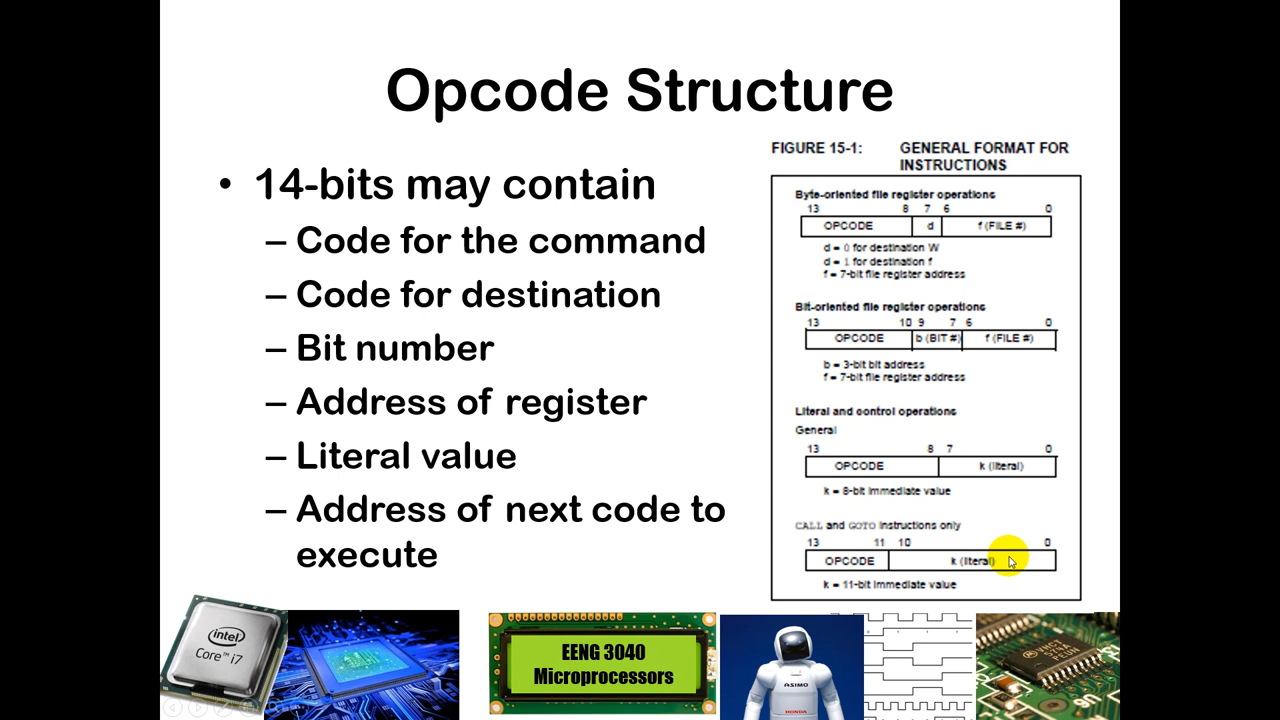 Opcode Structure
• 14-bits may contain
– Code for the command
– Code for destination
– Bit number
– Address of register
– Literal value
– Address of next code to
execute
FIGURE 15-1: GENERAL FORMAT FOR
INSTRUCTIONS
Byte-oriented file register operations
13 8 7 6 0
OPCODE d f (FILE #)
d = 0 for destination W
d = 1 for destination f
f = 7-bit file register address
Bit-oriented file register operations
13 10 9 7 6 0
OPCODE b (BIT #) f (FILE #)
b = 3-bit bit address
f = 7-bit file register address
Literal and control operations
General
13 8 7 0
OPCODE k (literal)
k = 8-bit immediate value
CALL and GOTO instructions only
13 11 10 0
OPCODE k (literal)
k = 11-bit immediate value
intel
Core™ i7
EENG 3040
Microprocessors
ASIMO
HONDA